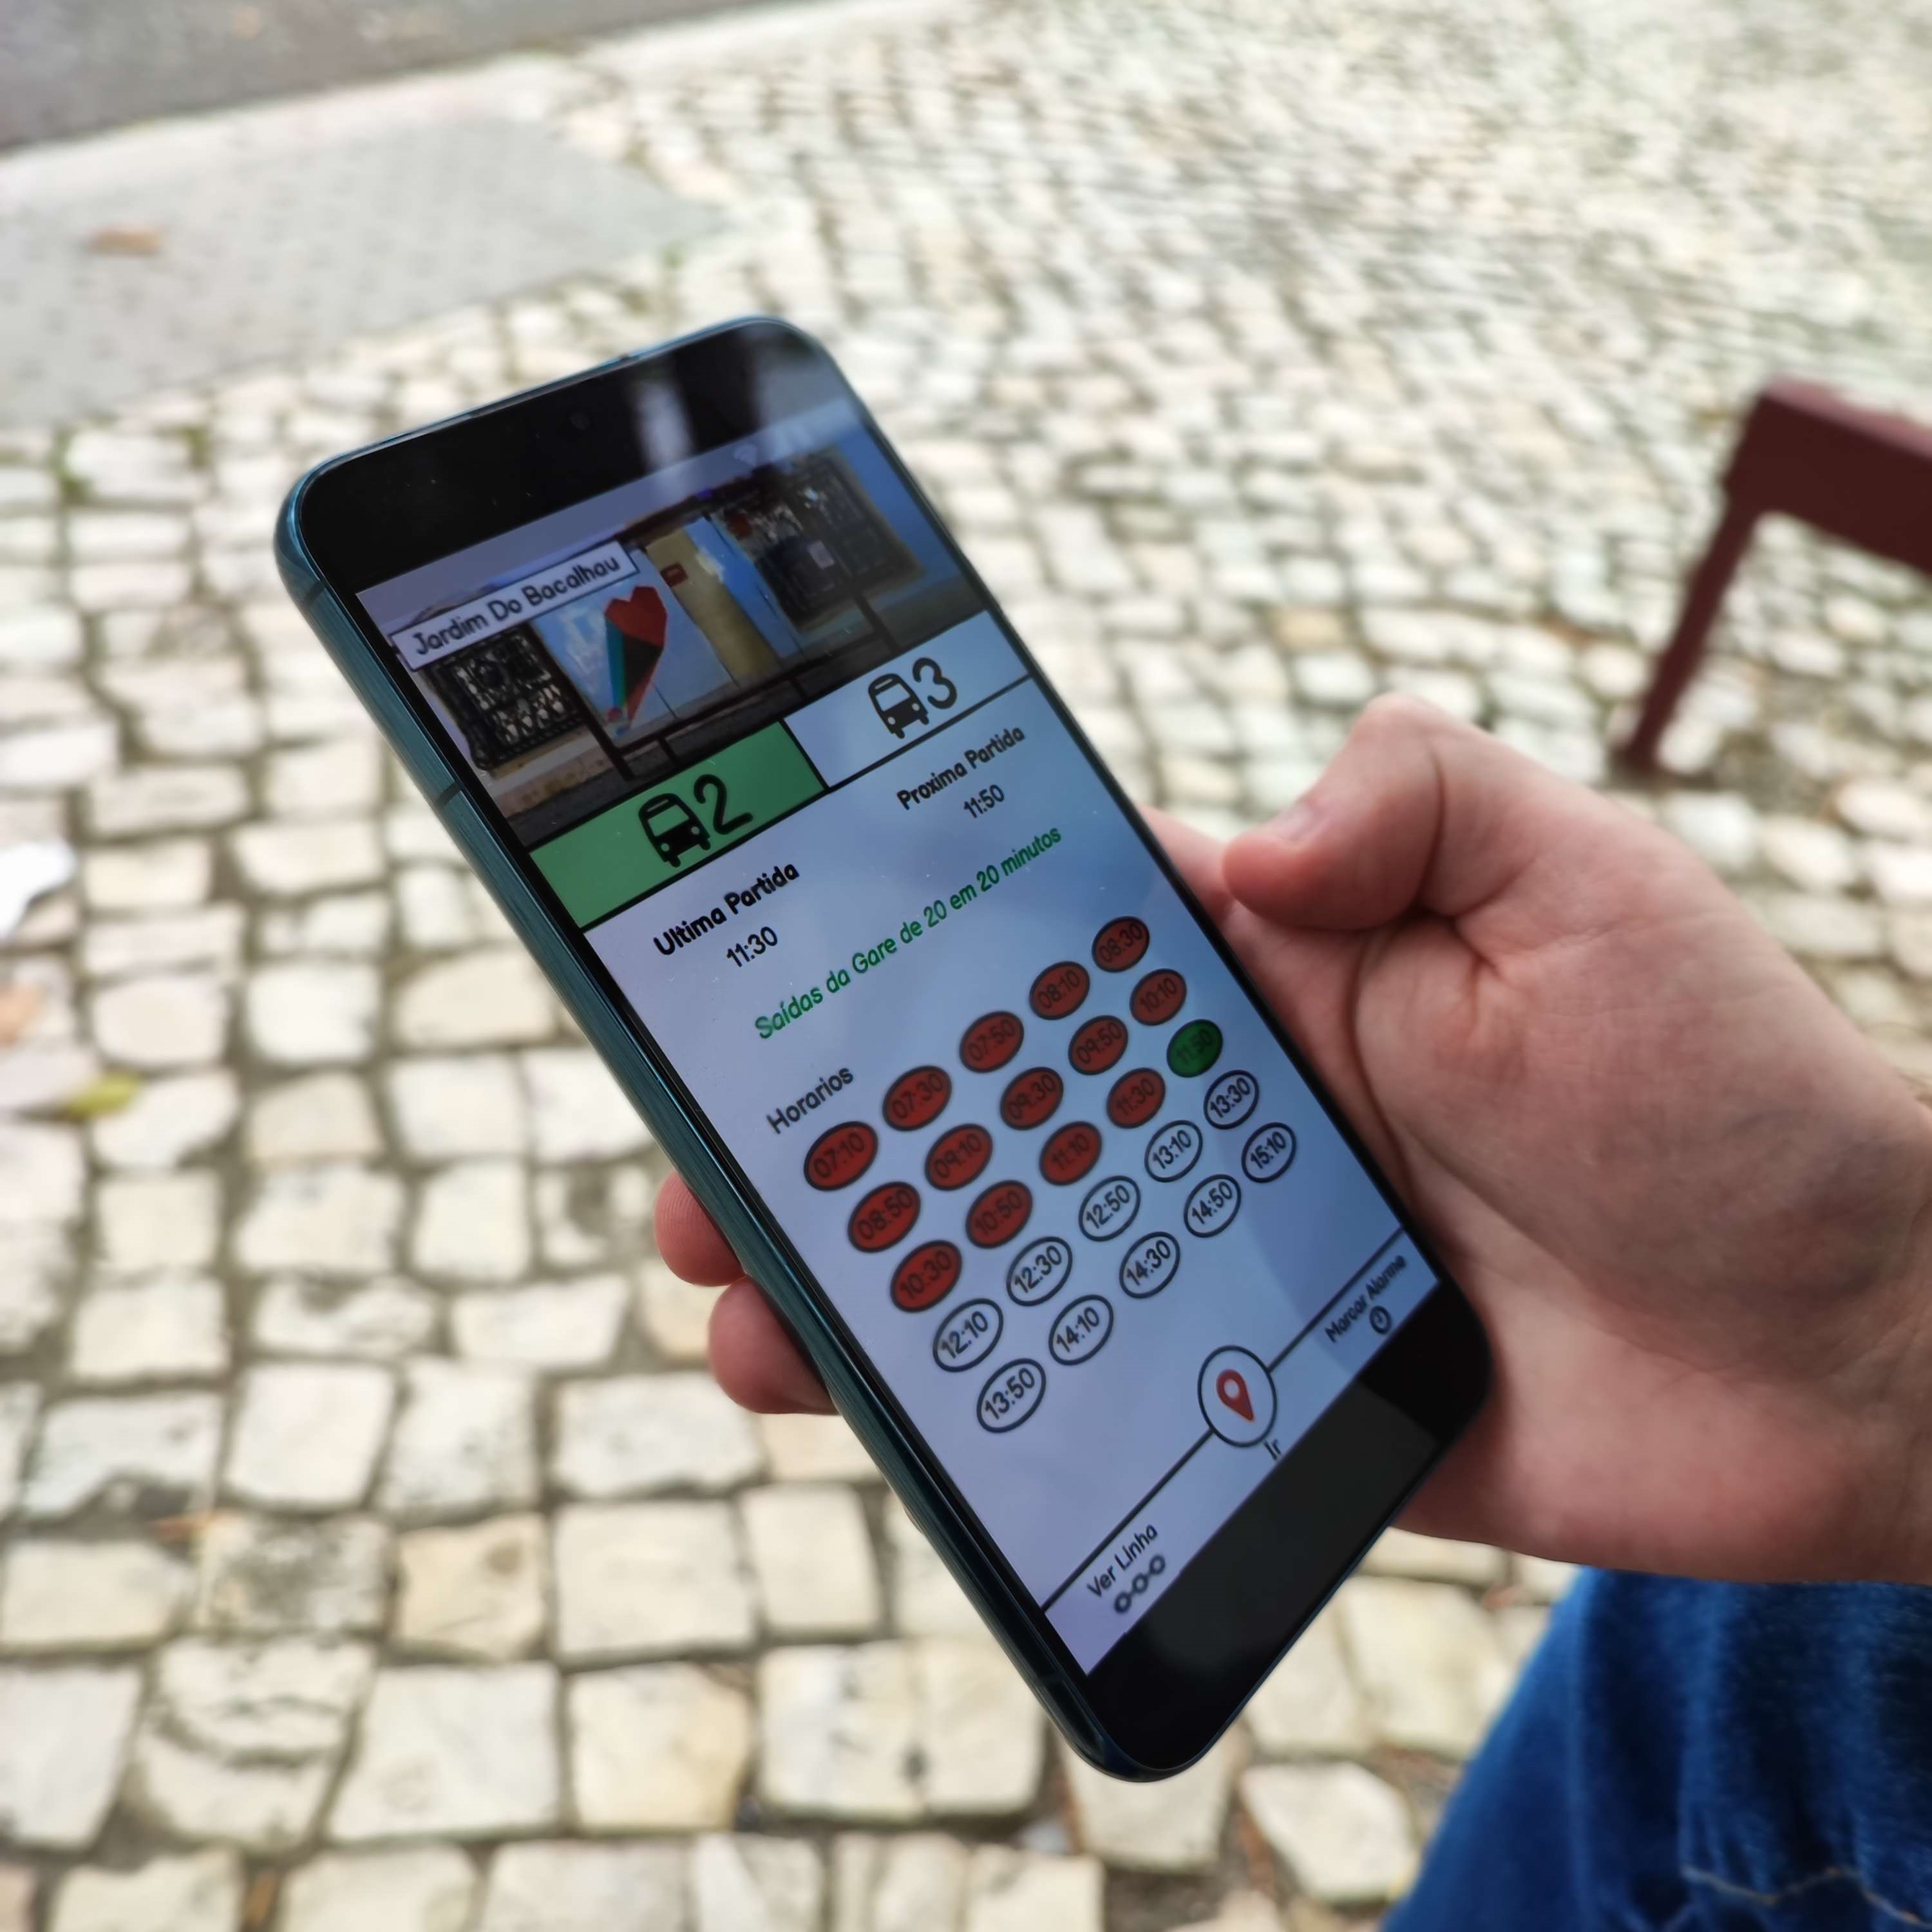 Jardim Do Bacalhau
2 3
Ultima Partida Proxima Partida
11:30 11:50
Saídas da Gare de 20 em 20 minutos
Horarios
07:10 07:30 07:50 08:10 08:30
08:50 09:10 09:30 09:50 10:10
10:30 10:50 11:10 11:30 11:50
12:10 12:30 12:50 13:10 13:30
13:50 14:10 14:30 14:50 15:10
Ver Linha Ir Marcar Alarme